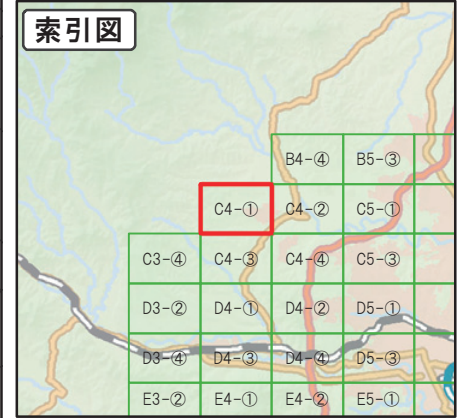 索引図
B4-④ B5-③
C4-① C4-② C5-①
C3-④ C4-③ C4-④ C5-③
D3-② D4-① D4-② D5-①
D3-④ D4-③ D4-④ D5-③
E3-② E4-① E4-② E5-①